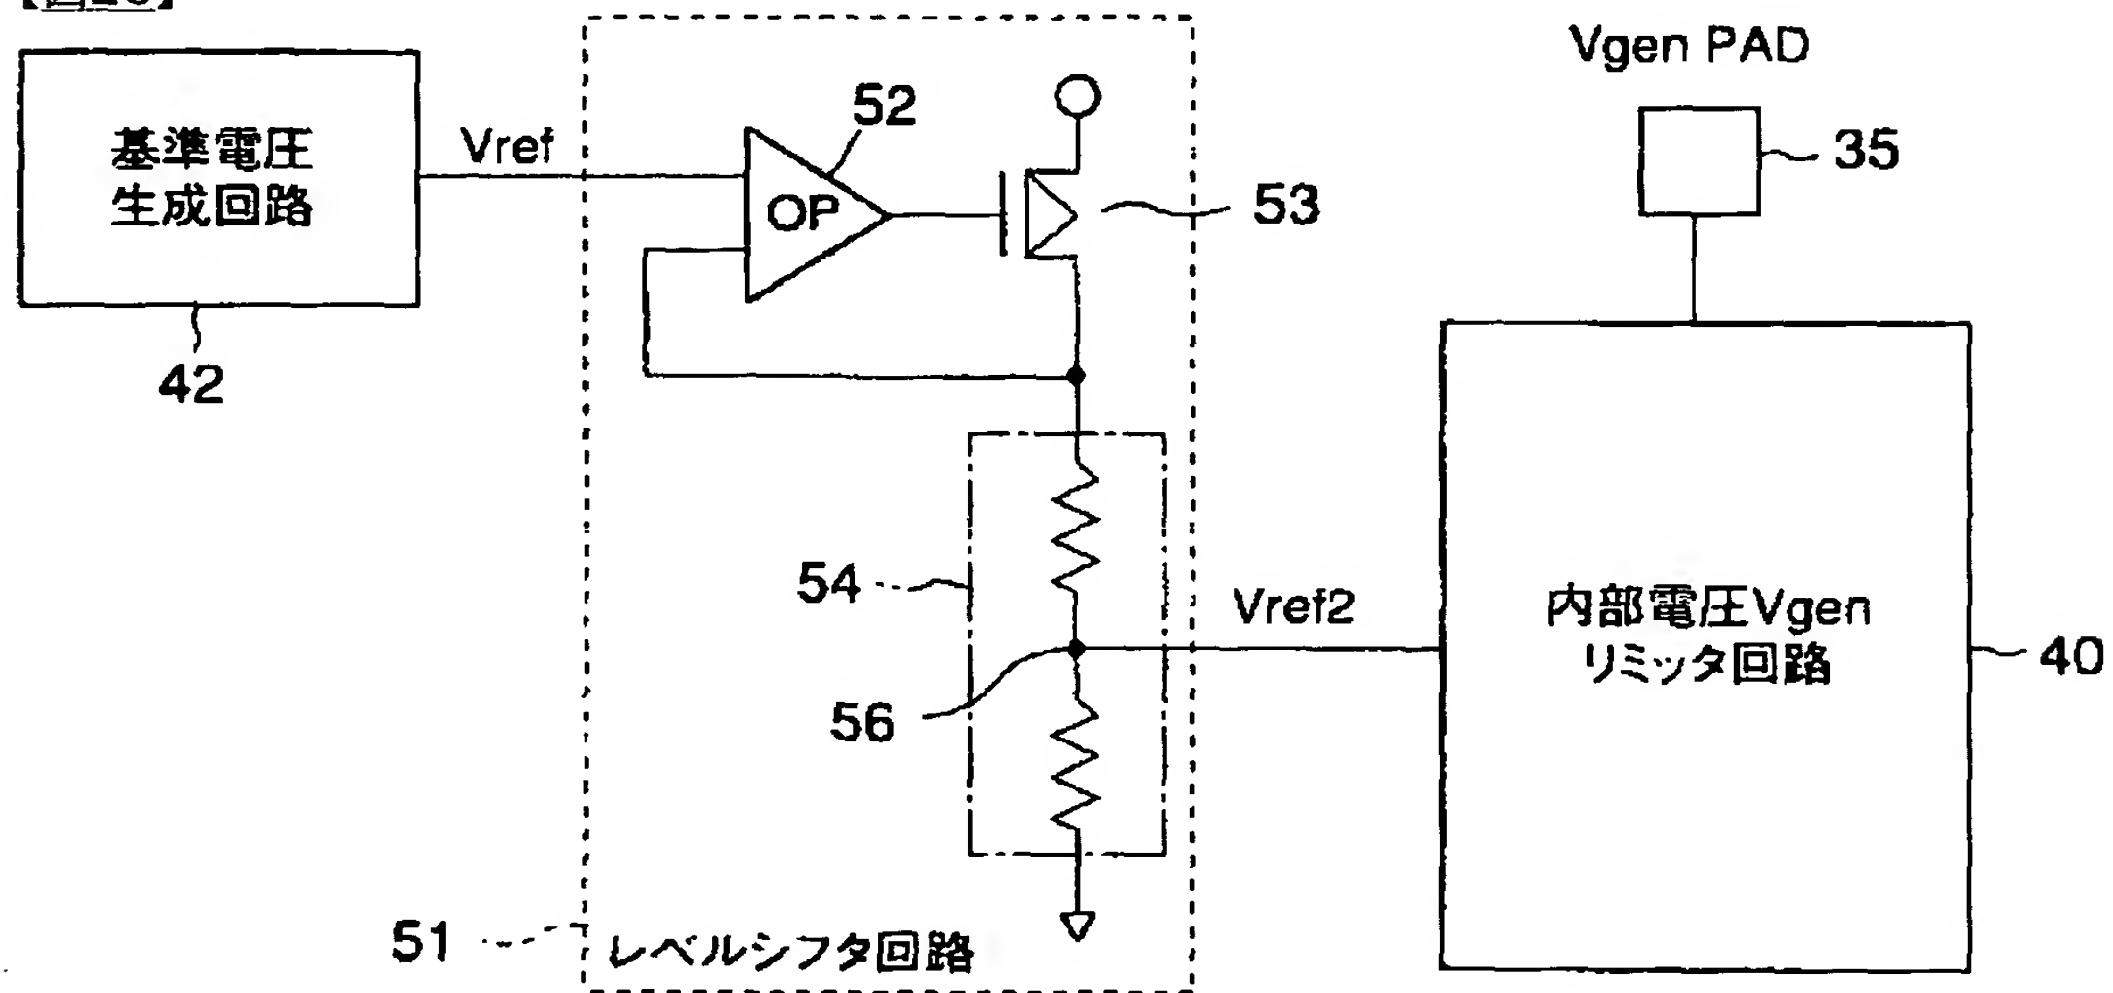 基準電圧
生成回路
42
Vref
52
OP
53
54
56
51
レベルシフタ回路
Vref2
Vgen PAD
35
内部電圧Vgen
リミッタ回路
40